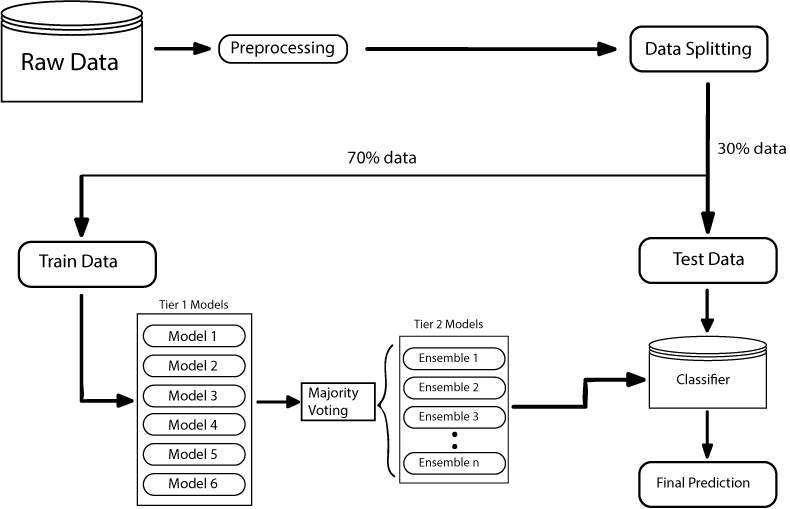 Raw Data
Preprocessing
Data Splitting
70% data
30% data
Train Data
Test Data
Tier 1 Models
Model 1
Model 2
Model 3
Model 4
Model 5
Model 6
Majority
Voting
Tier 2 Models
Ensemble 1
Ensemble 2
Ensemble 3
Ensemble n
Classifier
Final Prediction